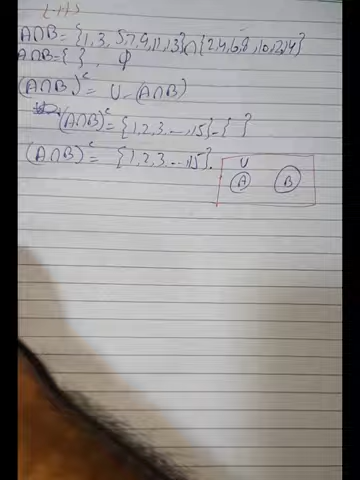 A∩B = {1,3,5,7,9,11,13}∩{2,4,6,8,10,12,14}
A∩B = { } , ϕ
(A∩B)ᶜ = U - (A∩B)
(A∩B)ᶜ = {1,2,3---,15} - { }
(A∩B)ᶜ = {1,2,3---,15}.
U
A B